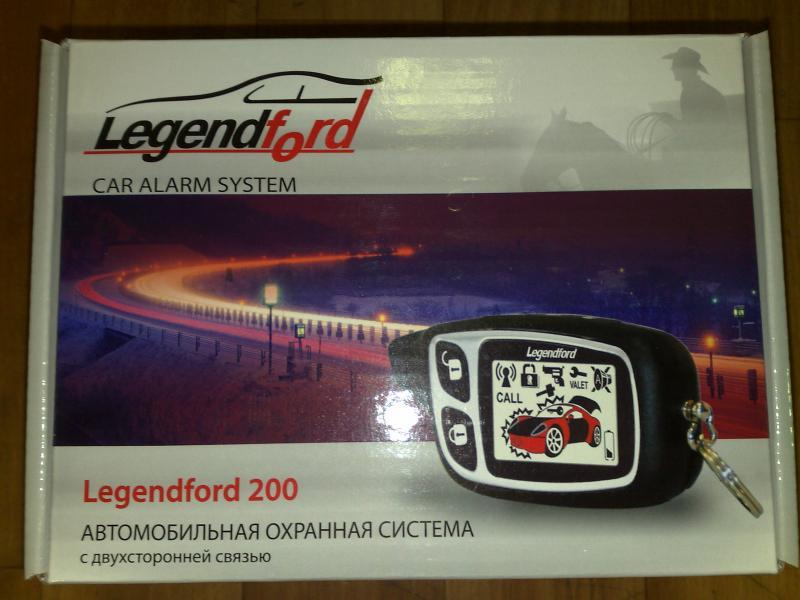 Legendford
CAR ALARM SYSTEM
Legendford
VALET
CALL
Legendford 200
АВТОМОБИЛЬНАЯ ОХРАННАЯ СИСТЕМА
с двухсторонней связью